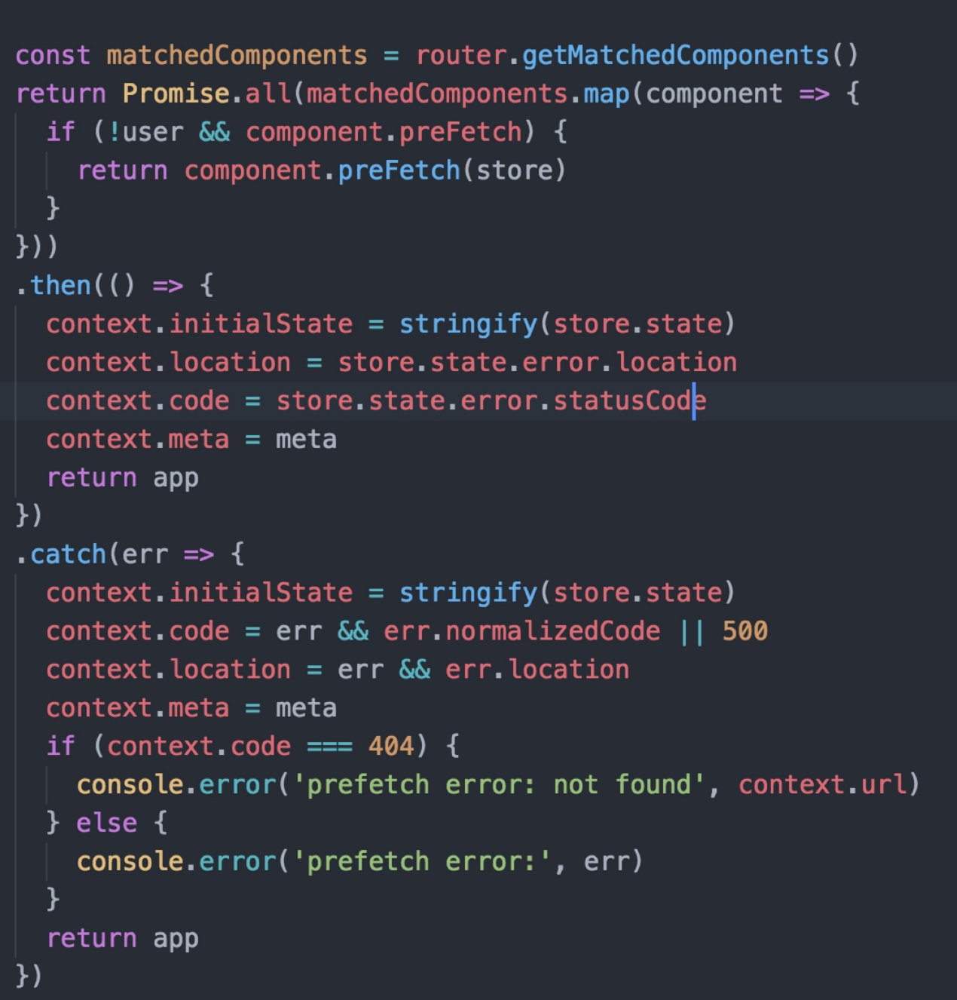 const matchedComponents = router.getMatchedComponents()
return Promise.all(matchedComponents.map(component => {
  if (!user && component.preFetch) {
    return component.preFetch(store)
  }
}))
.then(() => {
  context.initialState = stringify(store.state)
  context.location = store.state.error.location
  context.code = store.state.error.statusCode
  context.meta = meta
  return app
})
.catch(err => {
  context.initialState = stringify(store.state)
  context.code = err && err.normalizedCode || 500
  context.location = err && err.location
  context.meta = meta
  if (context.code === 404) {
    console.error('prefetch error: not found', context.url)
  } else {
    console.error('prefetch error:', err)
  }
  return app
})